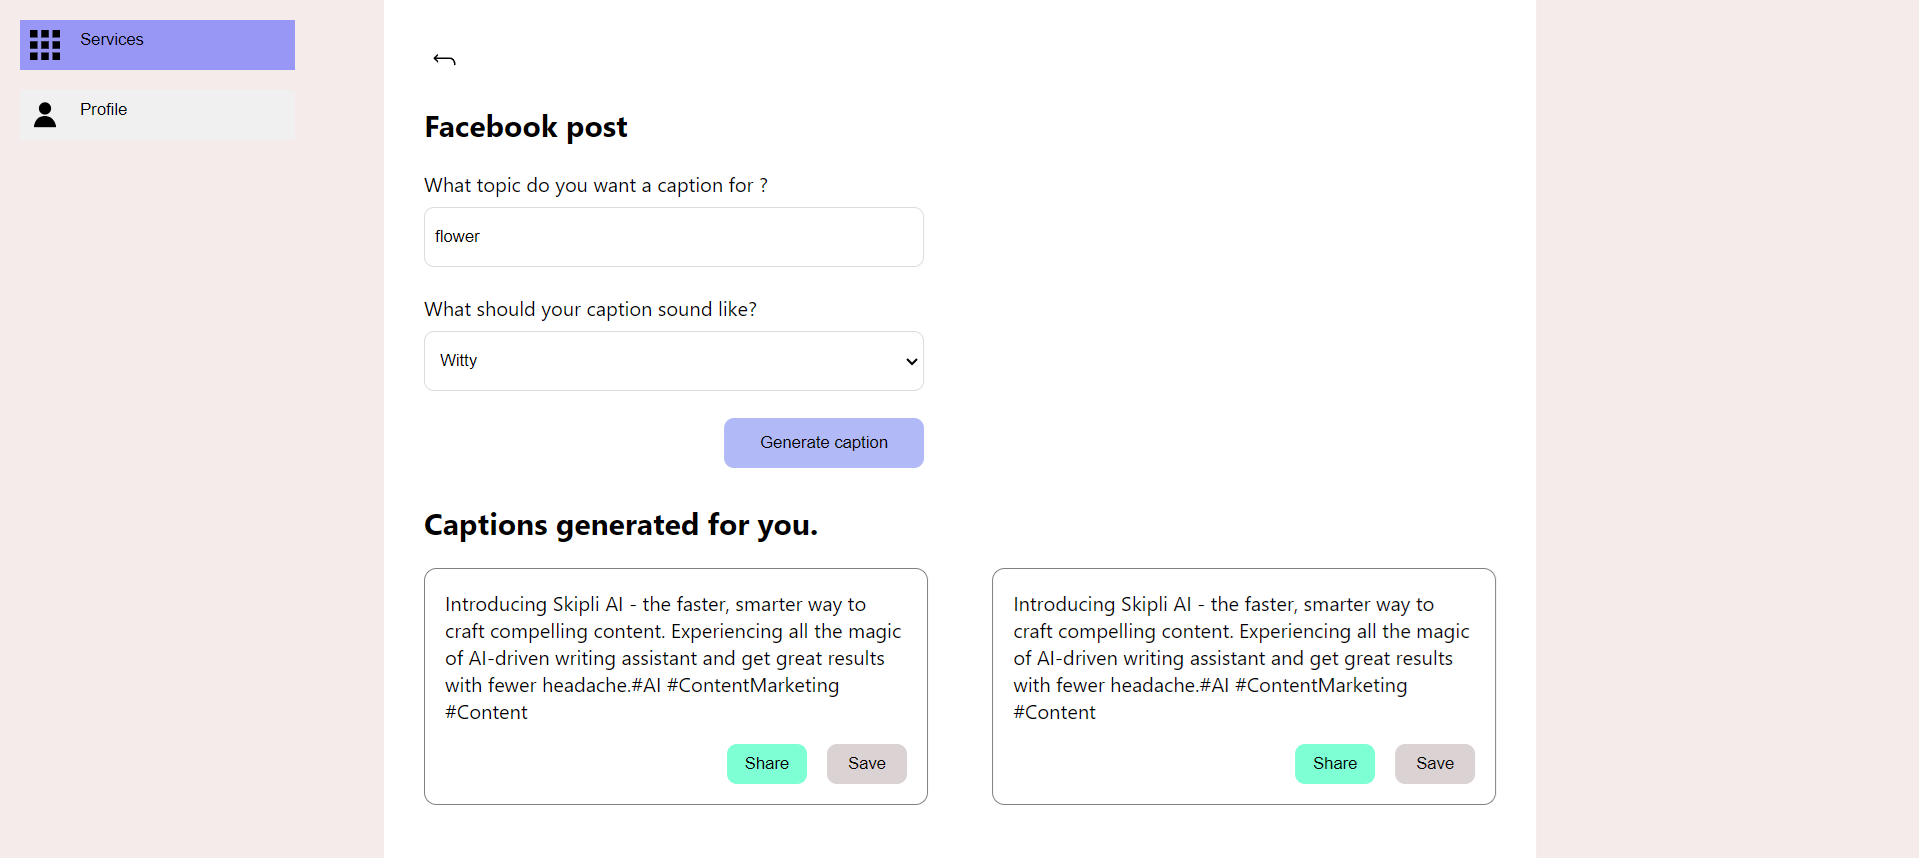 Services
Profile
Facebook post
What topic do you want a caption for ?
flower
What should your caption sound like?
Witty
Generate caption
Captions generated for you.
Introducing Skipli AI - the faster, smarter way to
craft compelling content. Experiencing all the magic
of AI-driven writing assistant and get great results
with fewer headache.#AI #ContentMarketing
#Content
Share
Save
Introducing Skipli AI - the faster, smarter way to
craft compelling content. Experiencing all the magic
of AI-driven writing assistant and get great results
with fewer headache.#AI #ContentMarketing
#Content
Share
Save